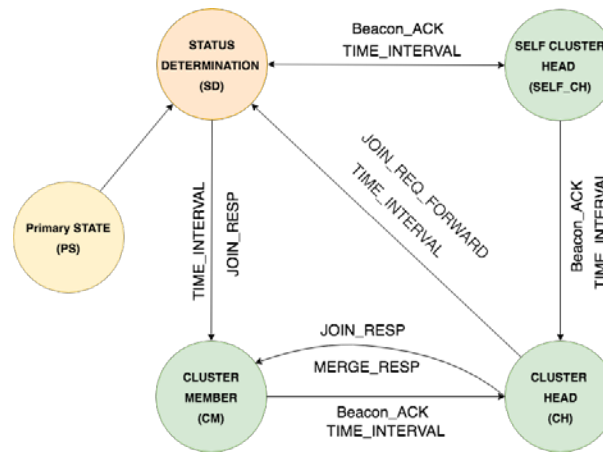 STATUS
DETERMINATION
(SD)
Beacon_ACK
TIME_INTERVAL
SELF CLUSTER
HEAD
(SELF_CH)
Primary STATE
(PS)
TIME_INTERVAL
JOIN_RESP
JOIN_REQ_FORWARD
TIME_INTERVAL
Beacon_ACK
TIME_INTERVAL
JOIN_RESP
MERGE_RESP
CLUSTER
MEMBER
(CM)
Beacon_ACK
TIME_INTERVAL
CLUSTER
HEAD
(CH)